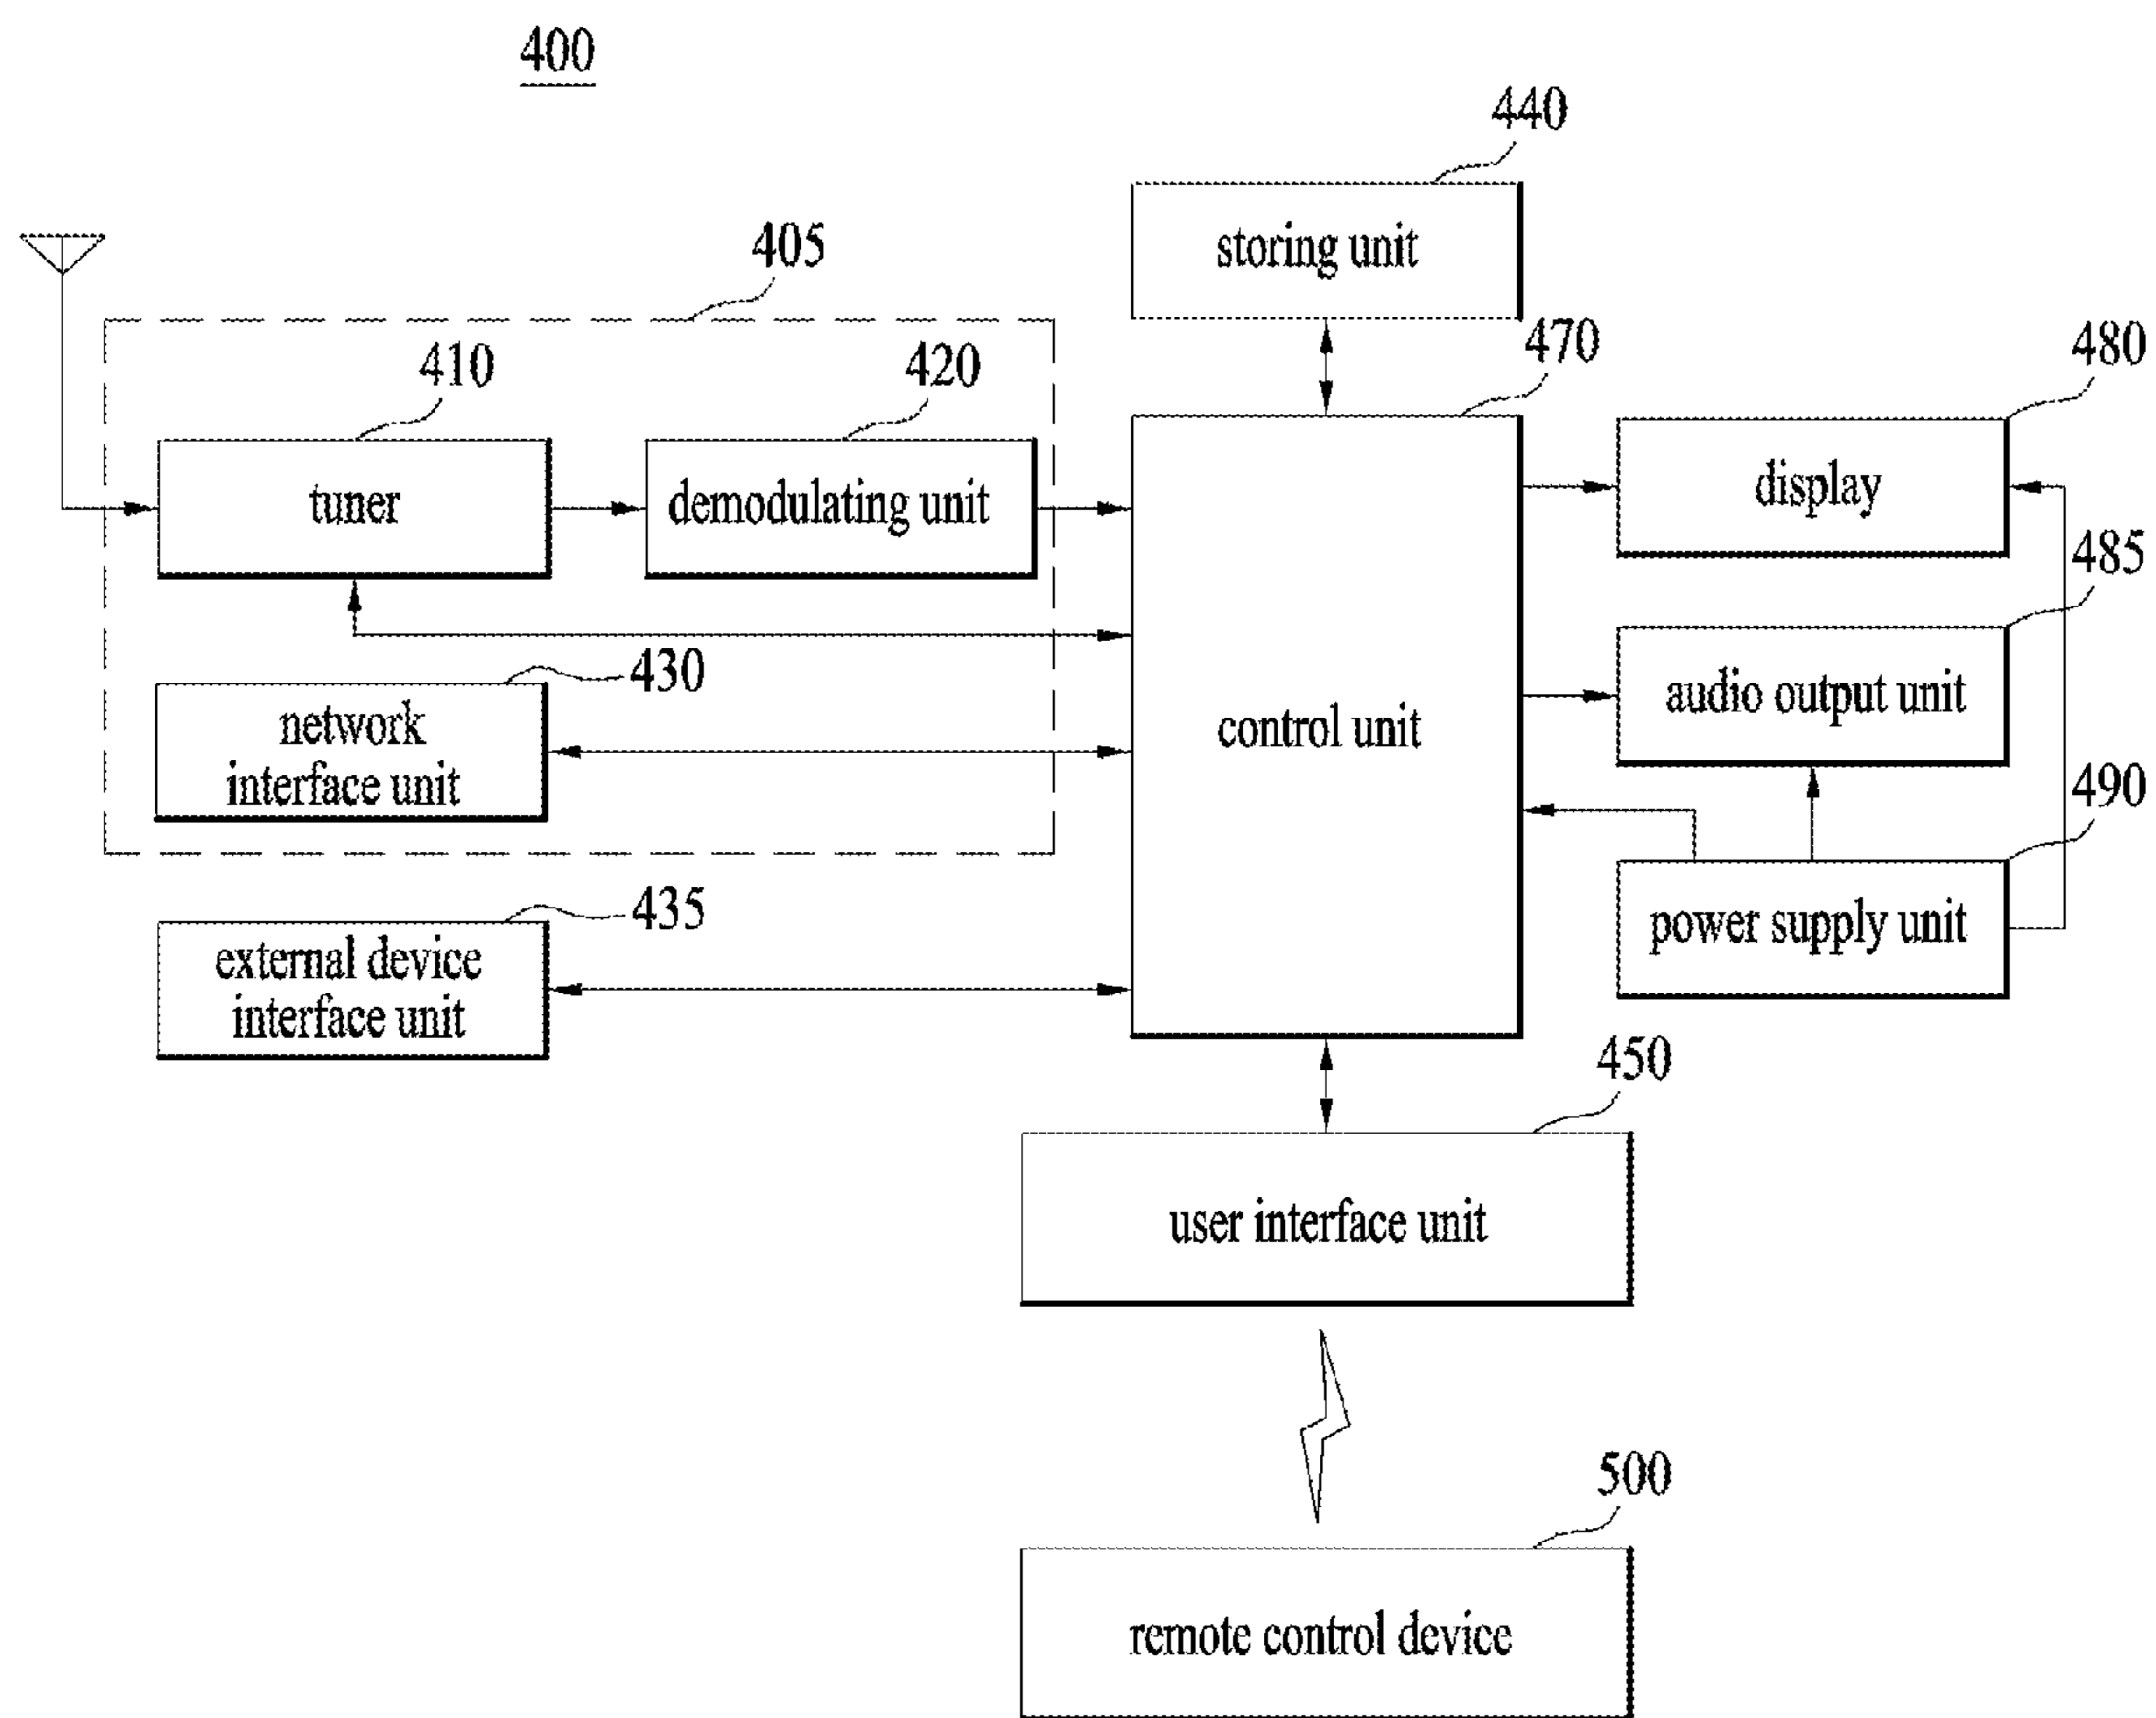 400
440
storing unit
405
470
480
410
420
tuner
demodulating unit
display
485
430
network
interface unit
control unit
audio output unit
490
435
external device
interface unit
power supply unit
450
user interface unit
500
remote control device